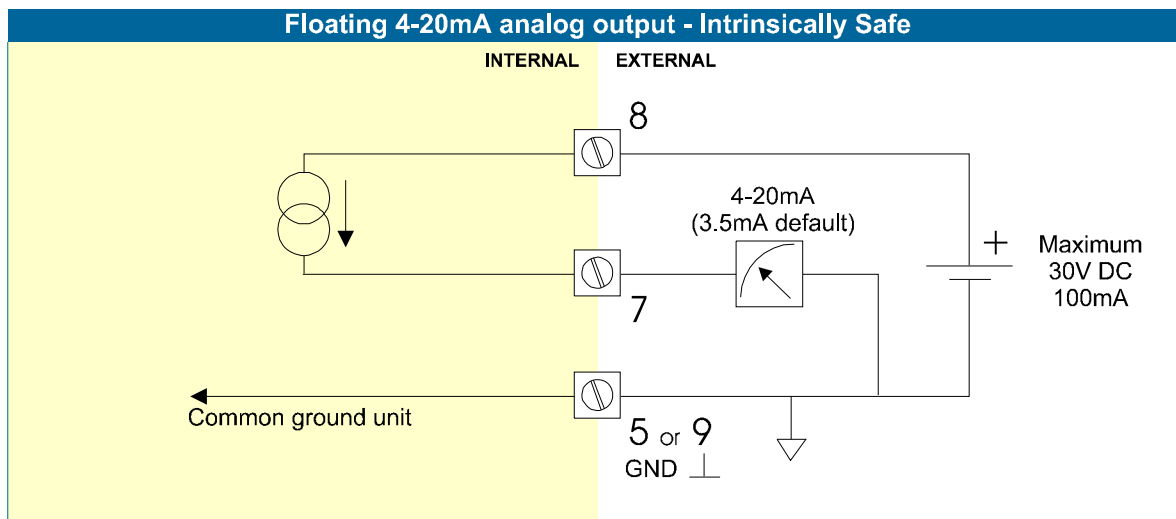 Floating 4-20mA analog output - Intrinsically Safe
INTERNAL EXTERNAL
8
4-20mA
(3.5mA default)
+
Maximum
30V DC
100mA
7
Common ground unit
5 or 9
GND